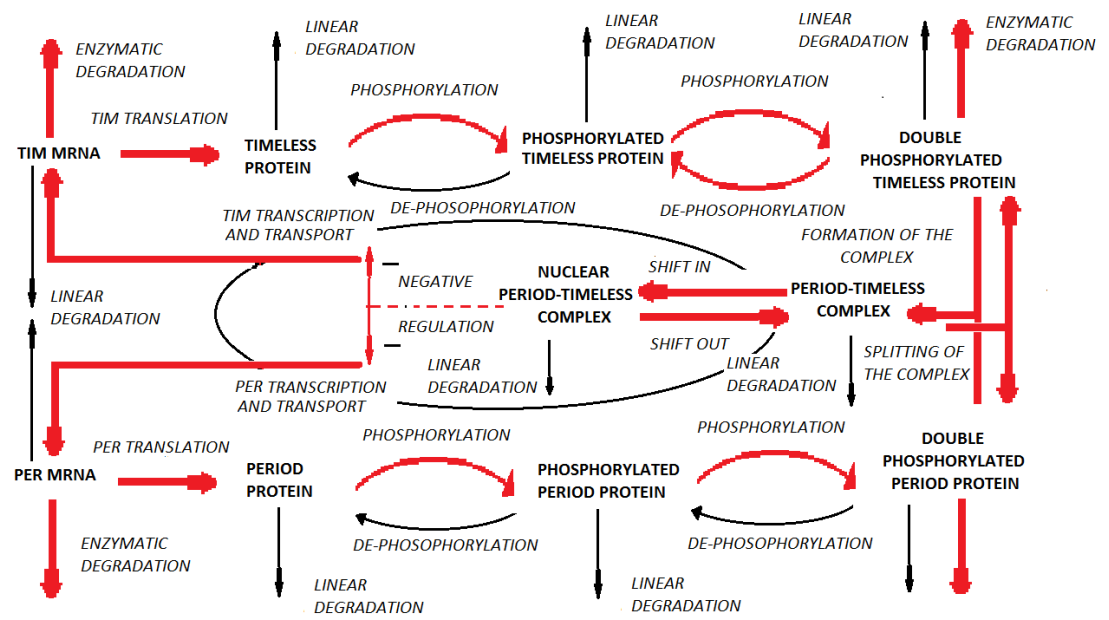 ENZYMATIC
DEGRADATION
LINEAR
DEGRADATION
LINEAR
DEGRADATION
LINEAR
DEGRADATION
ENZYMATIC
DEGRADATION
TIM TRANSLATION
PHOSPHORYLATION
PHOSPHORYLATION
TIM MRNA
TIMELESS
PROTEIN
PHOSPHORYLATED
TIMELESS PROTEIN
DOUBLE
PHOSPHORYLATED
TIMELESS PROTEIN
TIM TRANSCRIPTION
AND TRANSPORT
DE-PHOSOPHORYLATION
DE-PHOSOPHORYLATION
FORMATION OF THE
COMPLEX
LINEAR
DEGRADATION
NEGATIVE
REGULATION
NUCLEAR
PERIOD-TIMELESS
COMPLEX
SHIFT IN
SHIFT OUT
PERIOD-TIMELESS
COMPLEX
LINEAR
DEGRADATION
LINEAR
DEGRADATION
SPLITTING OF
THE COMPLEX
PER TRANSCRIPTION
AND TRANSPORT
PER TRANSLATION
PHOSPHORYLATION
PHOSPHORYLATION
PER MRNA
PERIOD
PROTEIN
PHOSPHORYLATED
PERIOD PROTEIN
DOUBLE
PHOSPHORYLATED
PERIOD PROTEIN
DE-PHOSOPHORYLATION
DE-PHOSOPHORYLATION
ENZYMATIC
DEGRADATION
LINEAR
DEGRADATION
LINEAR
DEGRADATION